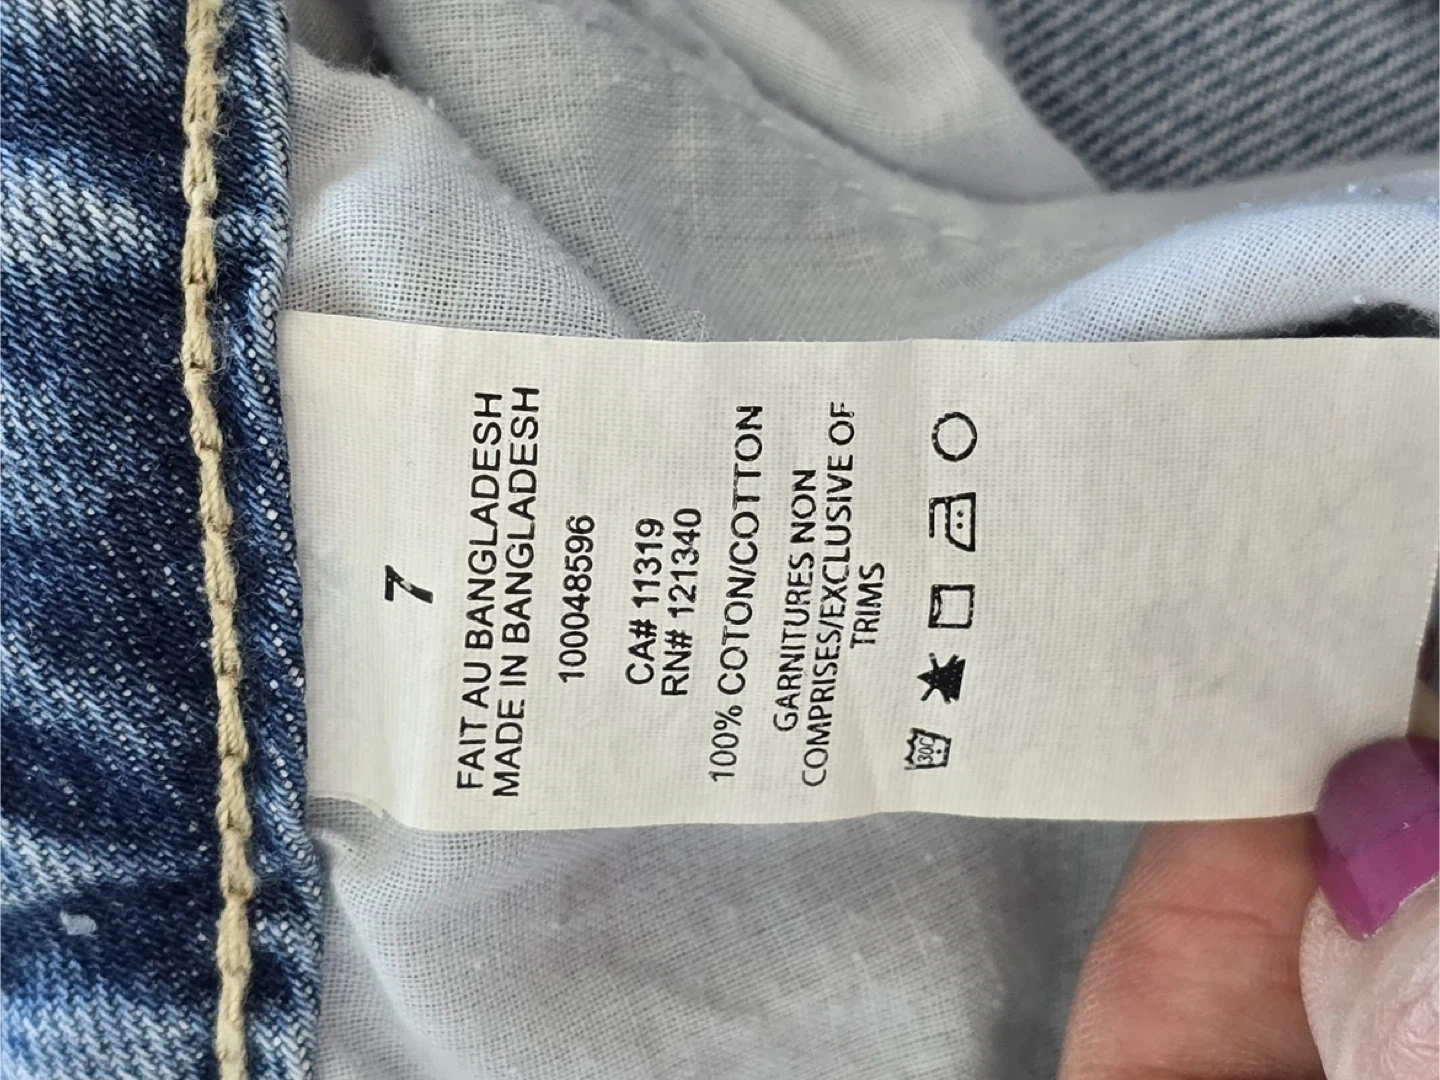 7
FAIT AU BANGLADESH
MADE IN BANGLADESH
100048596
CA# 11319
RN# 121340
100% COTON/COTTON
GARNITURES NON
COMPRISES/EXCLUSIVE OF
TRIMS
30C